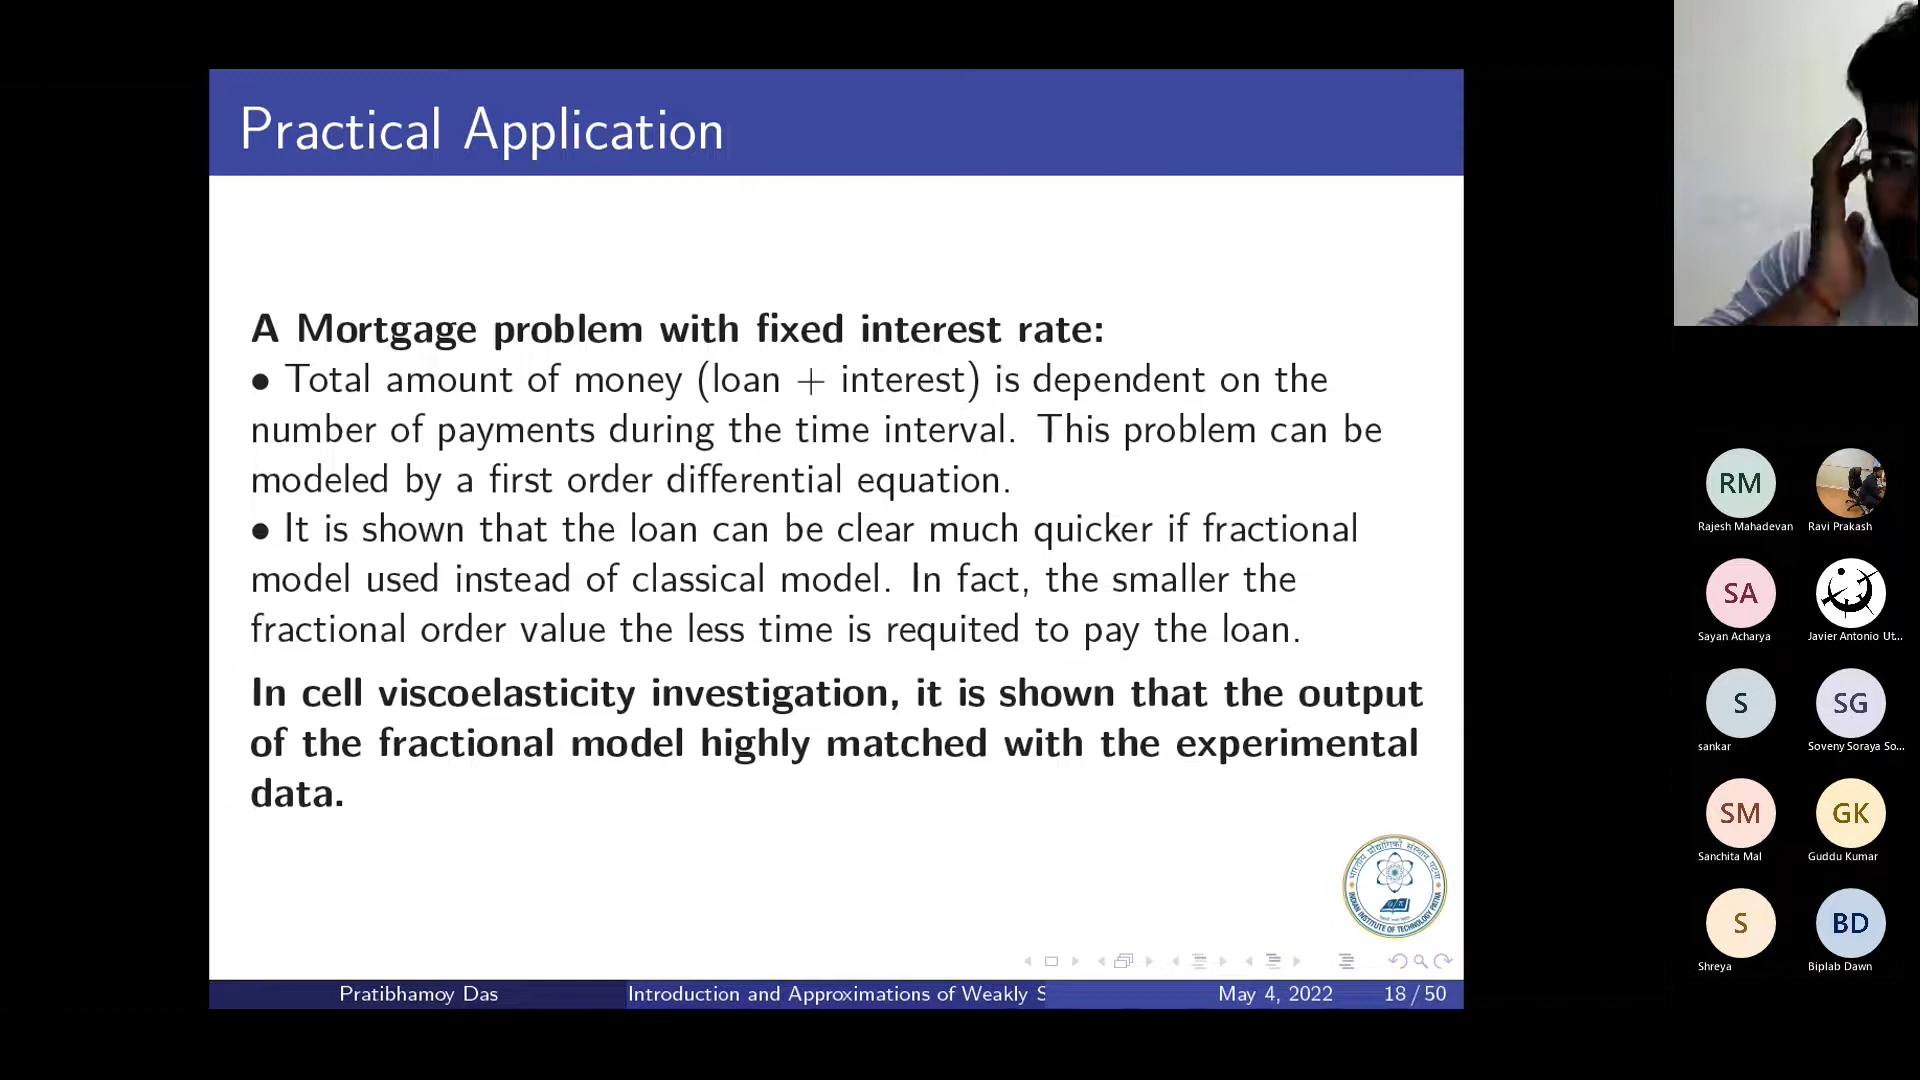 Practical Application
A Mortgage problem with fixed interest rate:
• Total amount of money (loan + interest) is dependent on the
number of payments during the time interval. This problem can be
modeled by a first order differential equation.
• It is shown that the loan can be clear much quicker if fractional
model used instead of classical model. In fact, the smaller the
fractional order value the less time is requited to pay the loan.
In cell viscoelasticity investigation, it is shown that the output
of the fractional model highly matched with the experimental
data.
INDIAN INSTITUTE OF TECHNOLOGY PATNA
Pratibhamoy Das
Introduction and Approximations of Weakly S
May 4, 2022
18 / 50
RM
Rajesh Mahadevan
Ravi Prakash
SA
Sayan Acharya
Javier Antonio Ut...
S
sankar
SG
Soveny Soraya So...
SM
Sanchita Mal
GK
Guddu Kumar
S
Shreya
BD
Biplab Dawn